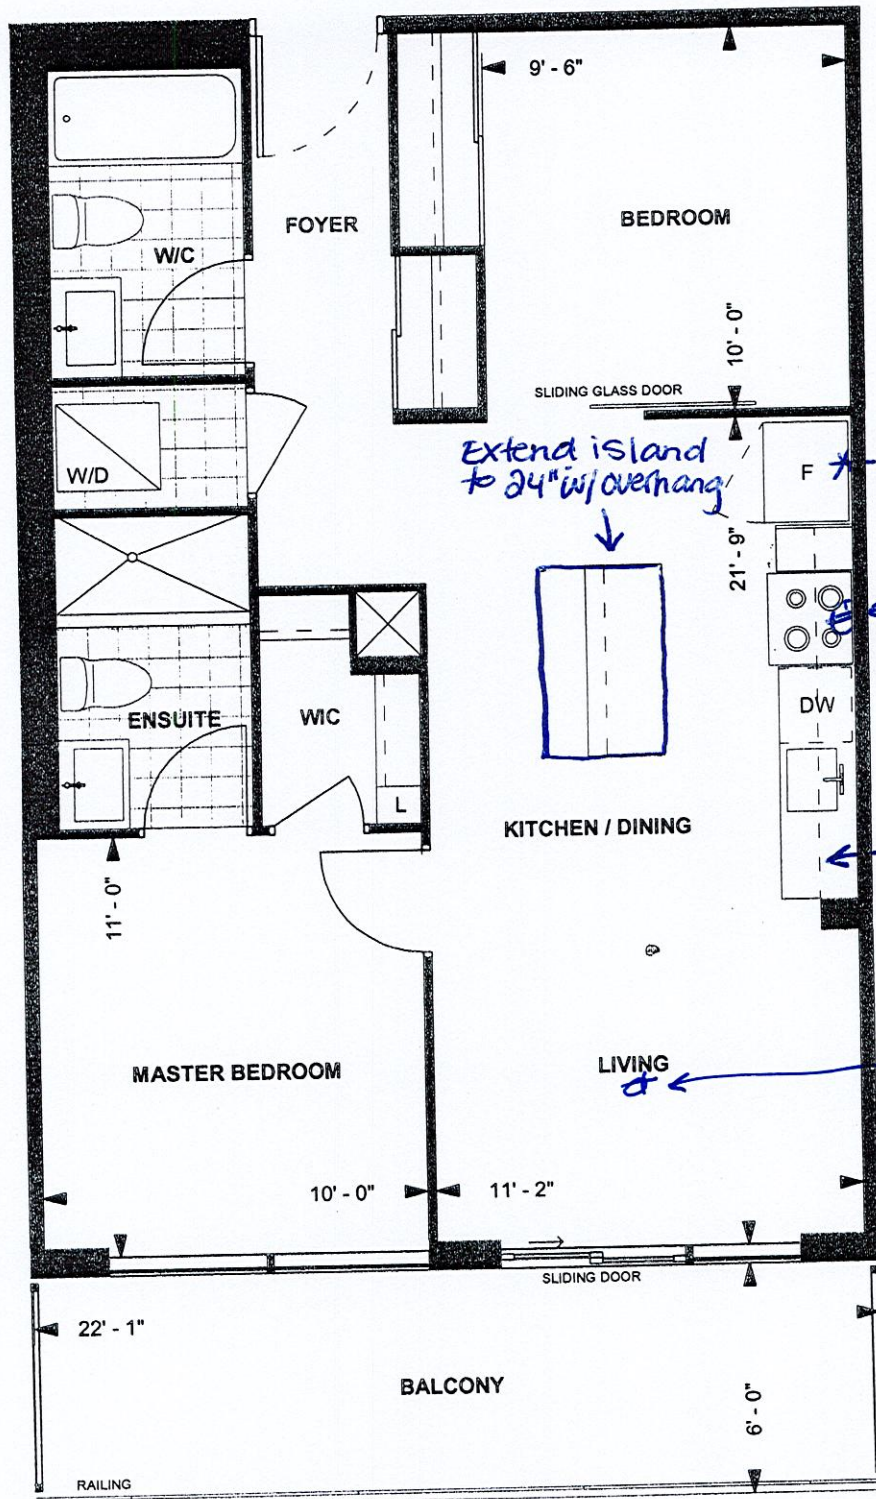 9' - 6"
FOYER
BEDROOM
W/C
10' - 0"
SLIDING GLASS DOOR
Extend island
to 24" w/overhang
F
W/D
21' - 9"
DW
ENSUITE
WIC
L
KITCHEN / DINING
11' - 0"
LIVING
MASTER BEDROOM
10' - 0"
11' - 2"
SLIDING DOOR
22' - 1"
BALCONY
6' - 0"
RAILING